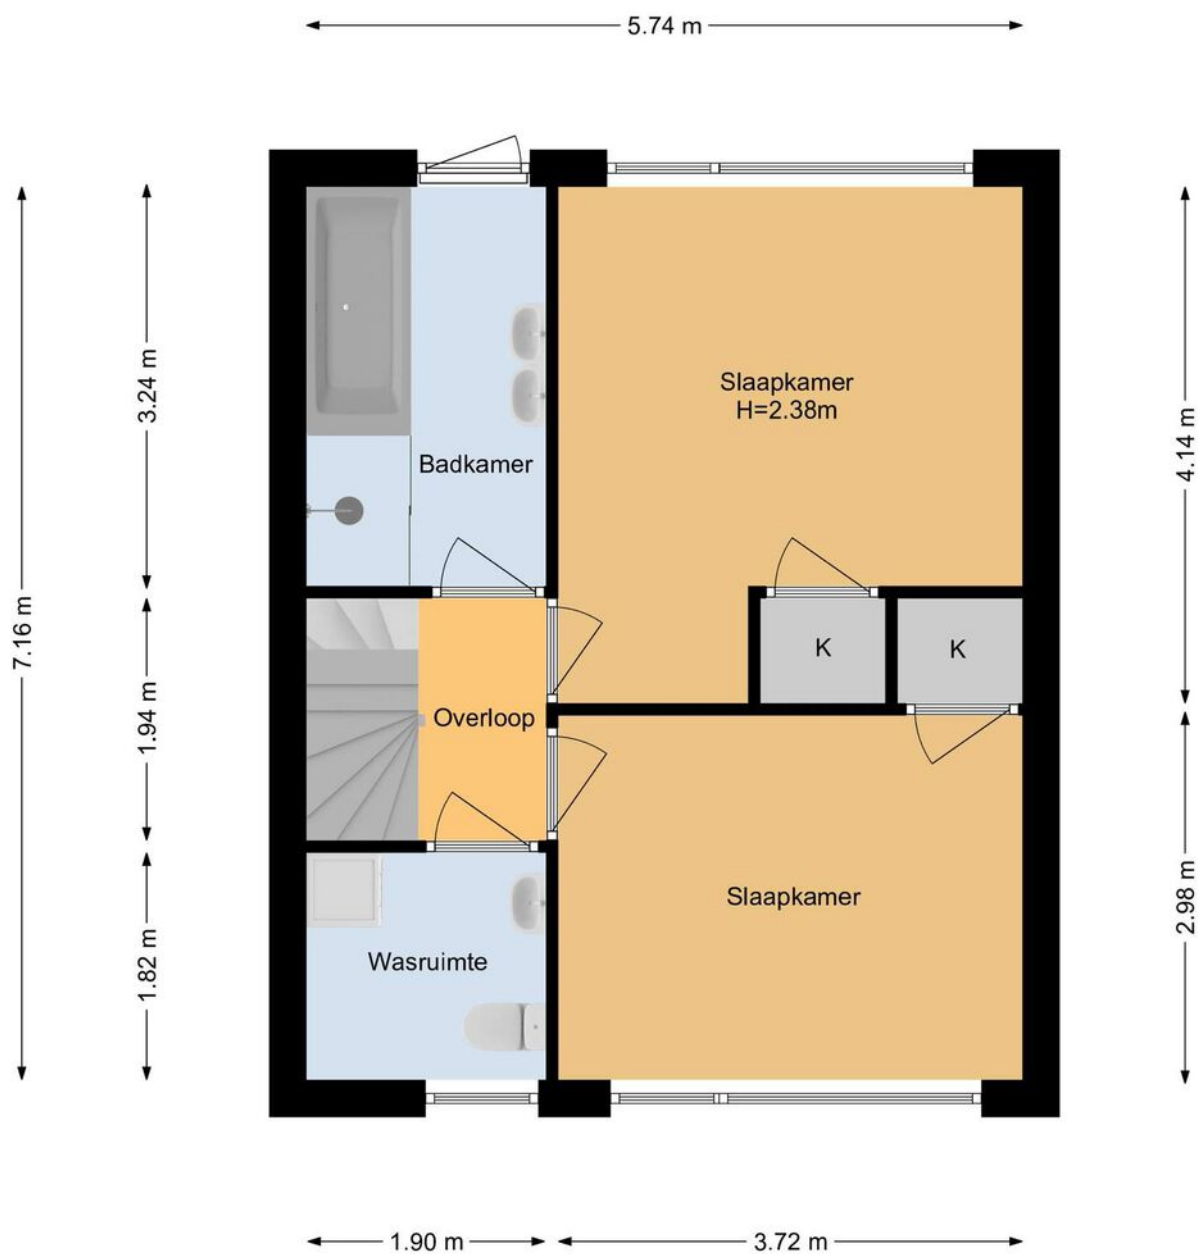 5.74 m
Slaapkamer
H=2.38m
3.24 m
4.14 m
Badkamer
7.16 m
K
K
1.94 m
Overloop
Slaapkamer
2.98 m
1.82 m
Wasruimte
1.90 m
3.72 m